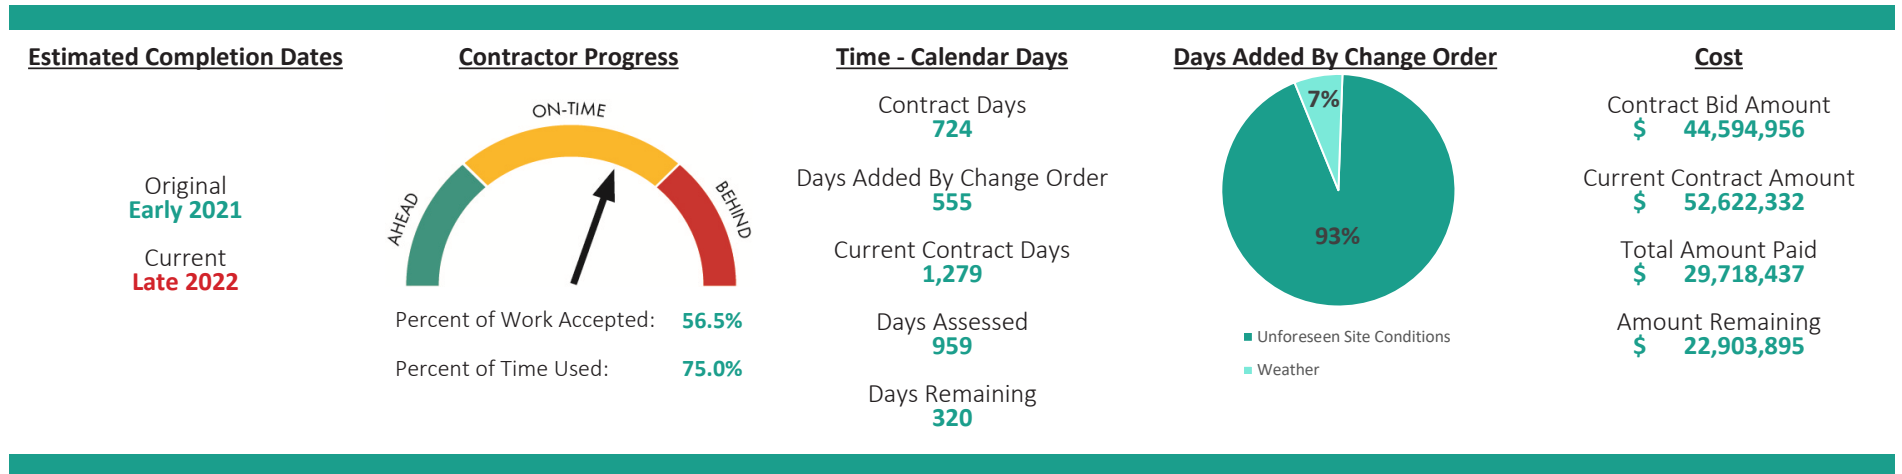 Estimated Completion Dates
Original
Early 2021
Current
Late 2022
Contractor Progress
ON-TIME
AHEAD
BEHIND
Percent of Work Accepted: 56.5%
Percent of Time Used: 75.0%
Time - Calendar Days
Contract Days
724
Days Added By Change Order
555
Current Contract Days
1,279
Days Assessed
959
Days Remaining
320
Days Added By Change Order
7%
93%
Unforeseen Site Conditions
Weather
Cost
Contract Bid Amount
$ 44,594,956
Current Contract Amount
$ 52,622,332
Total Amount Paid
$ 29,718,437
Amount Remaining
$ 22,903,895